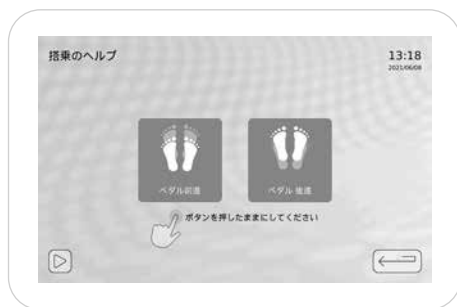 搭乗のヘルプ
13:18
2021/06/08
ペダル前進
ペダル 後進
ボタンを押したままにしてください